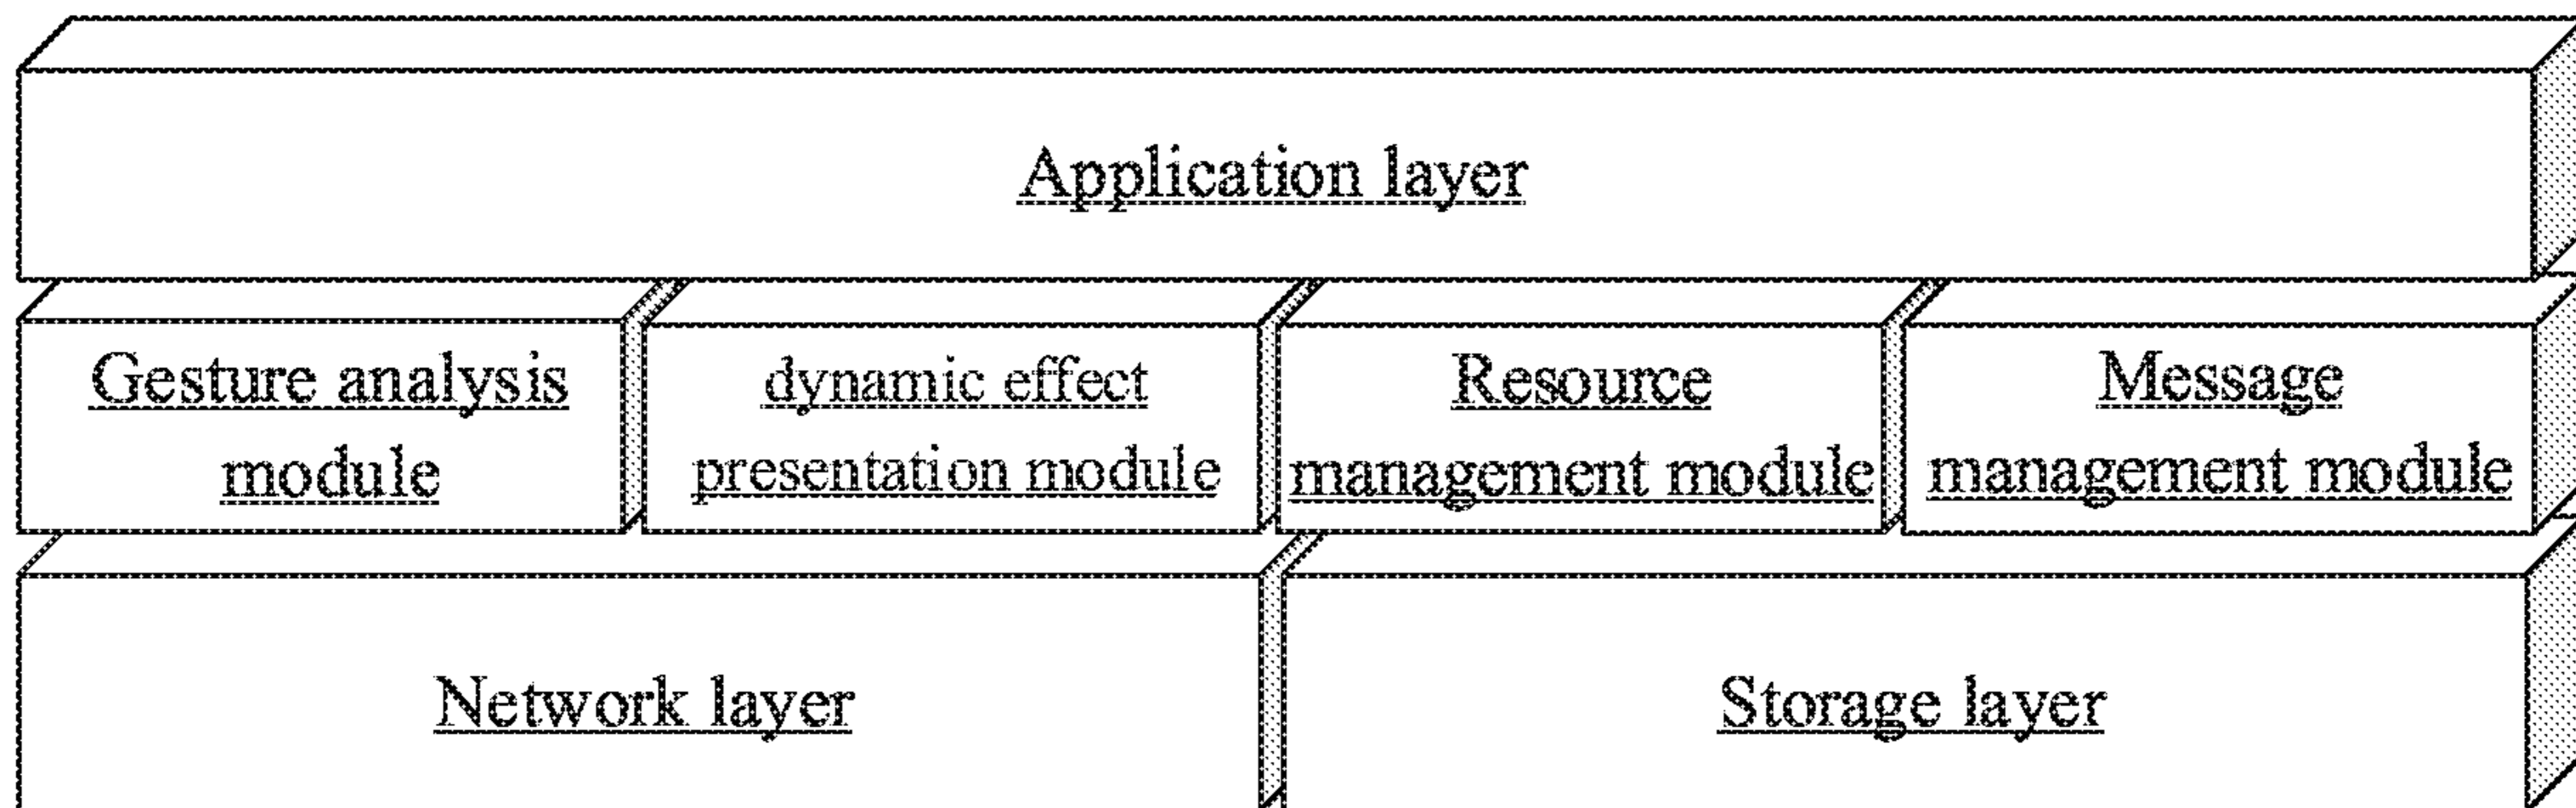 Application layer
Gesture analysis
module
dynamic effect
presentation module
Resource
management module
Message
management module
Network layer
Storage layer